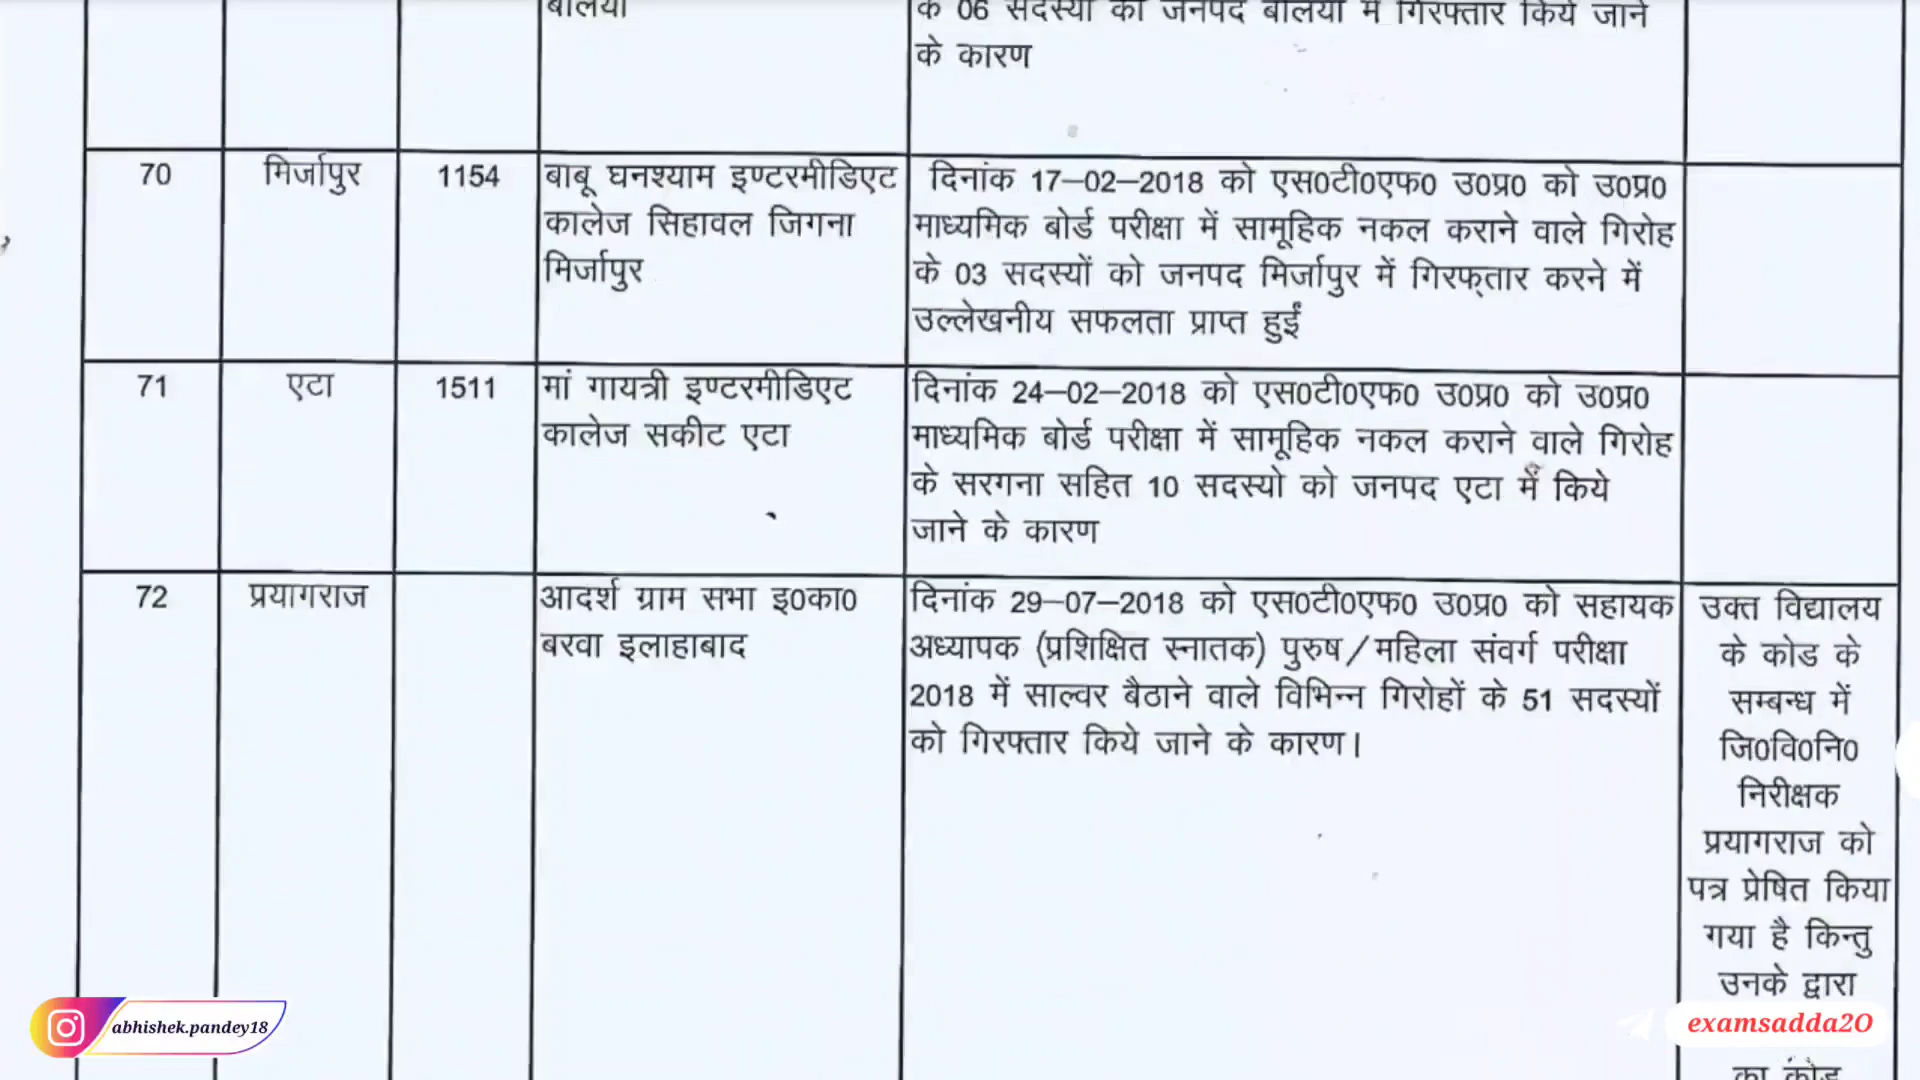 बलिया
के 06 सदस्यों को जनपद बलिया में गिरफ्तार किये जाने
के कारण
70
मिर्जापुर
1154
बाबू घनश्याम इण्टरमीडिएट
कालेज सिहावल जिगना
मिर्जापुर
दिनांक 17–02–2018 को एस0टी0एफ0 उ0प्र0 को उ0प्र0
माध्यमिक बोर्ड परीक्षा में सामूहिक नकल कराने वाले गिरोह
के 03 सदस्यों को जनपद मिर्जापुर में गिरफ्तार करने में
उल्लेखनीय सफलता प्राप्त हुईं
71
एटा
1511
मां गायत्री इण्टरमीडिएट
कालेज सकीट एटा
दिनांक 24–02–2018 को एस0टी0एफ0 उ0प्र0 को उ0प्र0
माध्यमिक बोर्ड परीक्षा में सामूहिक नकल कराने वाले गिरोह
के सरगना सहित 10 सदस्यो को जनपद एटा में किये
जाने के कारण
72
प्रयागराज
आदर्श ग्राम सभा इ0का0
बरवा इलाहाबाद
दिनांक 29–07–2018 को एस0टी0एफ0 उ0प्र0 को सहायक
अध्यापक (प्रशिक्षित स्नातक) पुरुष/महिला संवर्ग परीक्षा
2018 में साल्वर बैठाने वाले विभिन्न गिरोहों के 51 सदस्यों
को गिरफ्तार किये जाने के कारण।
उक्त विद्यालय
के कोड के
सम्बन्ध में
जि0वि0नि0
निरीक्षक
प्रयागराज को
पत्र प्रेषित किया
गया है किन्तु
उनके द्वारा
का कोड
abhishek.pandey18
examsadda2O